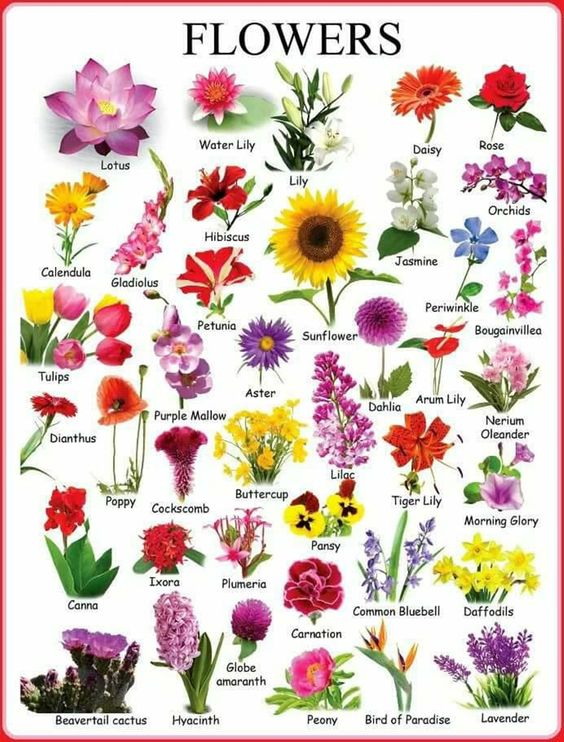 FLOWERS
Lotus
Water Lily
Lily
Daisy
Rose
Calendula
Gladiolus
Hibiscus
Petunia
Sunflower
Jasmine
Orchids
Periwinkle
Bougainvillea
Tulips
Purple Mallow
Aster
Dahlia
Arum Lily
Nerium
Oleander
Dianthus
Poppy
Cockscomb
Buttercup
Lilac
Tiger Lily
Morning Glory
Canna
Ixora
Plumeria
Pansy
Carnation
Common Bluebell
Daffodils
Beavertail cactus
Hyacinth
Globe
amaranth
Peony
Bird of Paradise
Lavender